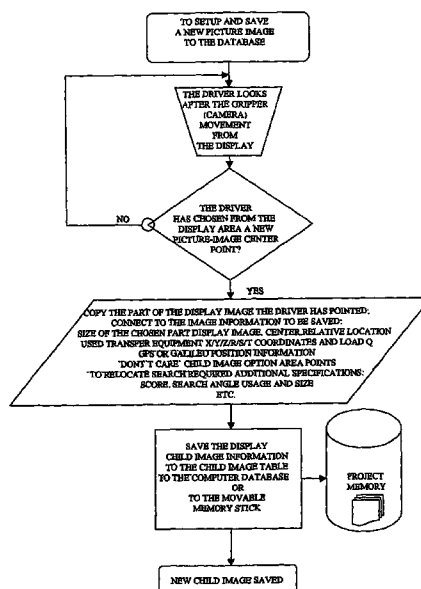 TO SETUP AND SAVE
A NEW PICTURE IMAGE
TO THE DATABASE
THE DRIVER LOOKS
AFTER THE GRIPPER
(CAMERA)
MOVEMENT
FROM
THE DISPLAY
THE DRIVER
HAS CHOSEN FROM THE
DISPLAY AREA A NEW
PICTURE-IMAGE CENTER
POINT?
NO
YES
COPY THE PART OF THE DISPLAY IMAGE THE DRIVER HAS POINTED;
CONNECT TO THE IMAGE INFORMATION TO BE SAVED:
SIZE OF THE CHOSEN PART DISPLAY IMAGE, CENTER, RELATIVE LOCATION
USED TRANSFER EQUIPMENT X/Y/Z/R/S/T COORDINATES AND LOAD Q
GPS OR GALILEU POSITION INFORMATION
"DON'T CARE" CHILD IMAGE OPTION AREA POINTS
"TO RELOCATE SEARCH REQUIRED ADDITIONAL SPECIFICATIONS:
SCORE, SEARCH ANGLE USAGE AND SIZE
ETC.
SAVE THE DISPLAY
CHILD IMAGE INFORMATION
TO THE CHILD IMAGE TABLE
TO THE COMPUTER DATABASE
OR
TO THE MOVABLE
MEMORY STICK
PROJECT
MEMORY
NEW CHILD IMAGE SAVED